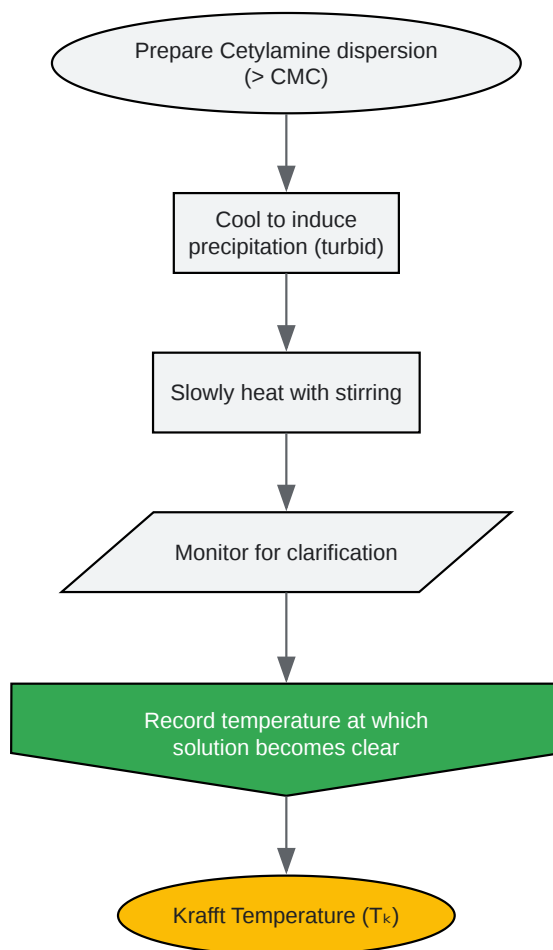 Prepare Cetylamine dispersion
(> CMC)
Cool to induce
precipitation (turbid)
Slowly heat with stirring
Monitor for clarification
Record temperature at which
solution becomes clear
Krafft Temperature (Tₖ)